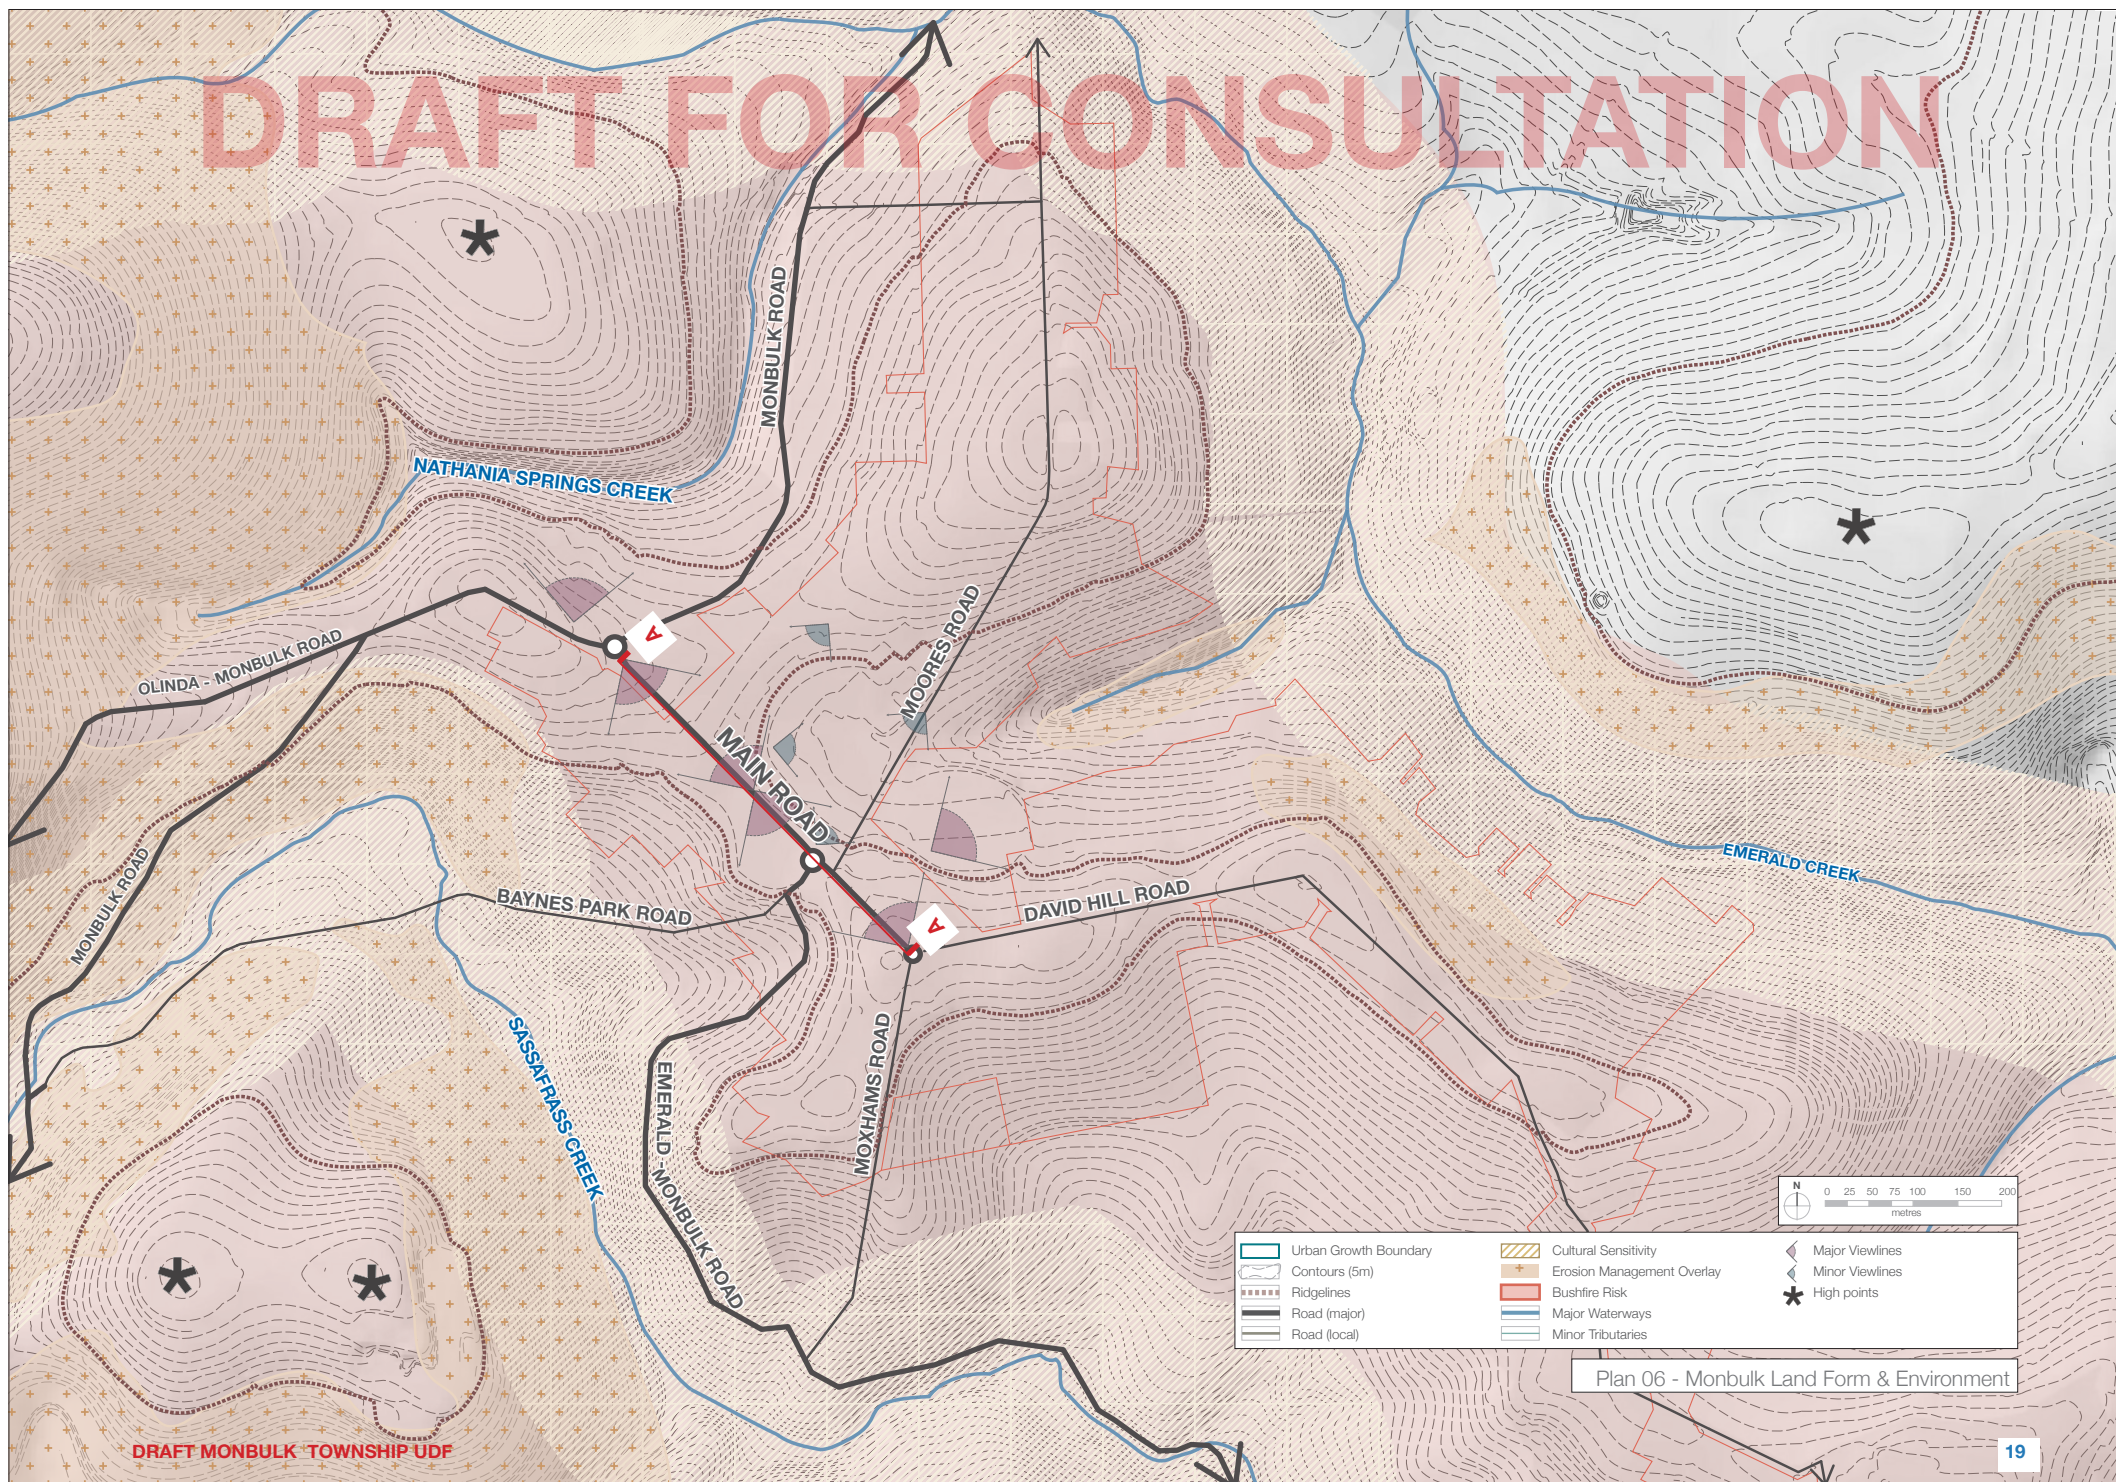 DRAFT FOR CONSULTATION
MONBULK ROAD
NATHANIA SPRINGS CREEK
OLINDA - MONBULK ROAD
A
MOORES ROAD
MAIN ROAD
MONBULK ROAD
BAYNES PARK ROAD
A
DAVID HILL ROAD
EMERALD CREEK
SASSAFRASS CREEK
EMERALD - MONBULK ROAD
MOXHAMS ROAD
N
0 25 50 75 100 150 200
metres
Urban Growth Boundary
Contours (5m)
Ridgelines
Road (major)
Road (local)
Cultural Sensitivity
Erosion Management Overlay
Bushfire Risk
Major Waterways
Minor Tributaries
Major Viewlines
Minor Viewlines
High points
Plan 06 - Monbulk Land Form & Environment
DRAFT MONBULK TOWNSHIP UDF
19